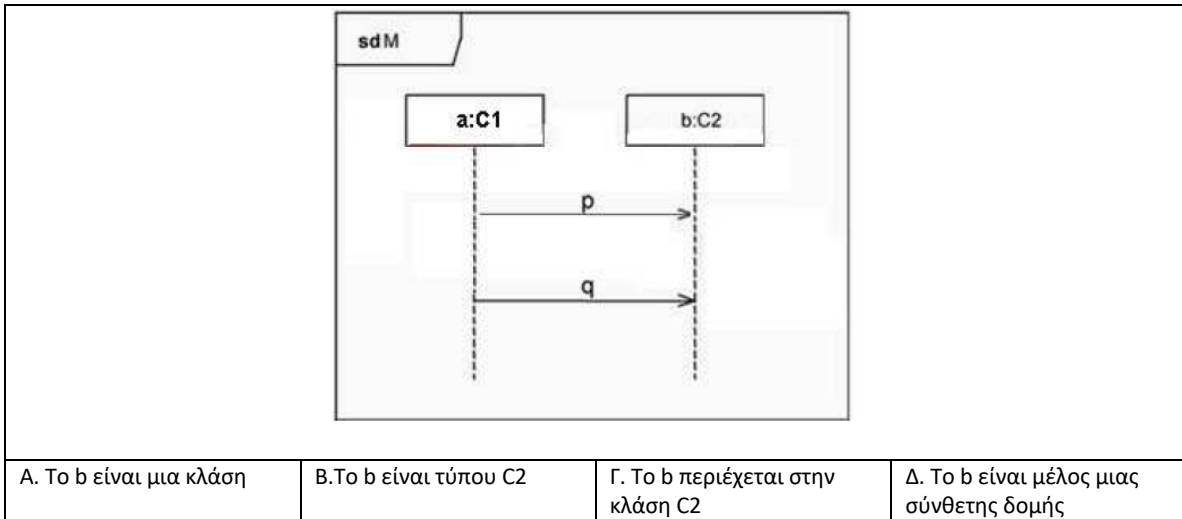 sd M
a:C1
b:C2
p
q
Α. Το b είναι μια κλάση
Β.Το b είναι τύπου C2
Γ. Το b περιέχεται στην
κλάση C2
Δ. Το b είναι μέλος μιας
σύνθετης δομής